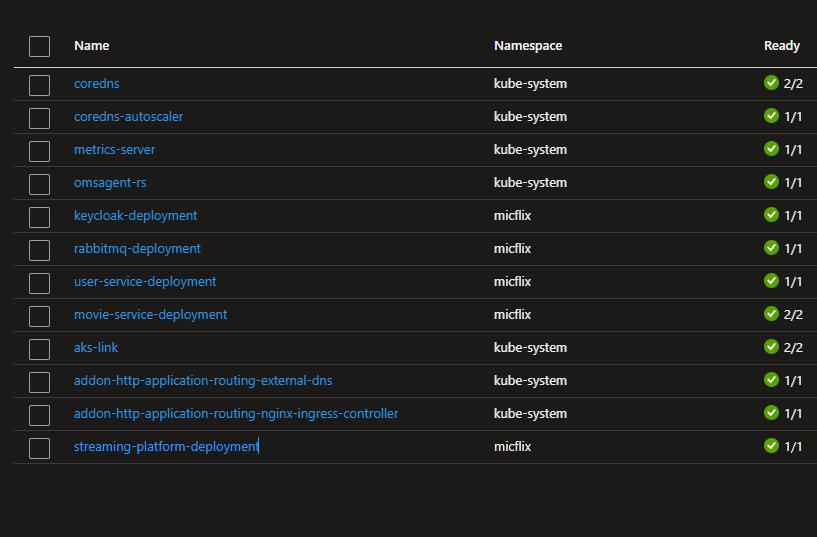 Name Namespace Ready
coredns kube-system 2/2
coredns-autoscaler kube-system 1/1
metrics-server kube-system 1/1
omsagent-rs kube-system 1/1
keycloak-deployment micflix 1/1
rabbitmq-deployment micflix 1/1
user-service-deployment micflix 1/1
movie-service-deployment micflix 2/2
aks-link kube-system 2/2
addon-http-application-routing-external-dns kube-system 1/1
addon-http-application-routing-nginx-ingress-controller kube-system 1/1
streaming-platform-deployment micflix 1/1